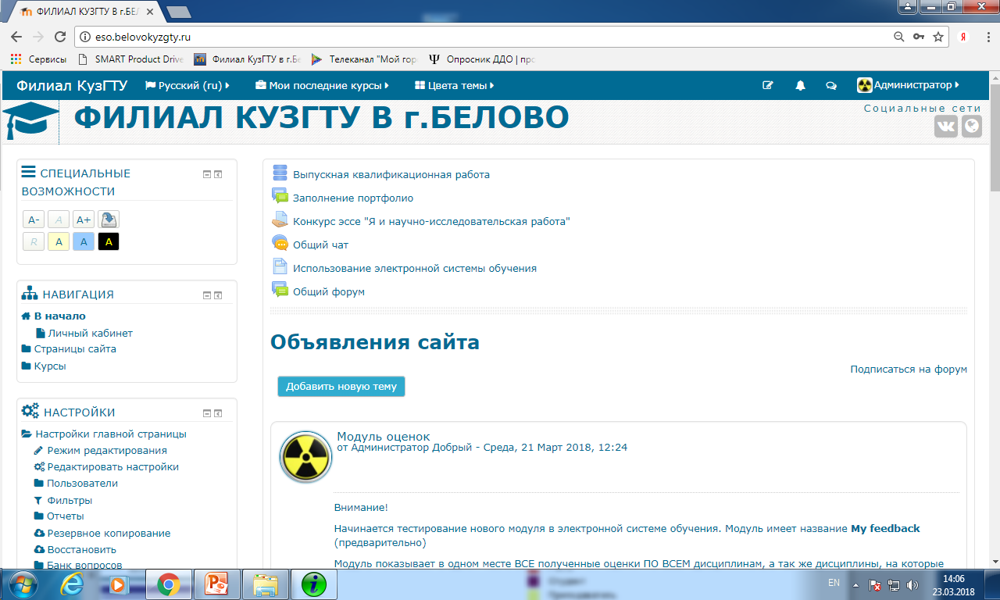 ФИЛИАЛ КУЗГТУ В г.БЕЛ
eso.belovokyzgty.ru
Сервисы
SMART Product Drive
Филиал КузГТУ в г.Бе
Телеканал "Мой гор
Ψ Опросник ДДО | про
Филиал КузГТУ
Русский (ru)
Мои последние курсы
Цвета темы
Администратор
ФИЛИАЛ КУЗГТУ В г.БЕЛОВО
Социальные сети
СПЕЦИАЛЬНЫЕ
ВОЗМОЖНОСТИ
A- A A+
R A A A
НАВИГАЦИЯ
В начало
Личный кабинет
Страницы сайта
Курсы
НАСТРОЙКИ
Настройки главной страницы
Режим редактирования
Редактировать настройки
Пользователи
Фильтры
Отчеты
Резервное копирование
Восстановить
Банк вопросов
Выпускная квалификационная работа
Заполнение портфолио
Конкурс эссе "Я и научно-исследовательская работа"
Общий чат
Использование электронной системы обучения
Общий форум
Объявления сайта
Подписаться на форум
Добавить новую тему
Модуль оценок
от Администратор Добрый - Среда, 21 Март 2018, 12:24
Внимание!
Начинается тестирование нового модуля в электронной системе обучения. Модуль имеет название My feedback
(предварительно)
Модуль показывает в одном месте ВСЕ полученные оценки ПО ВСЕМ дисциплинам, а так же дисциплины, на которые
EN
14:06
23.03.2018